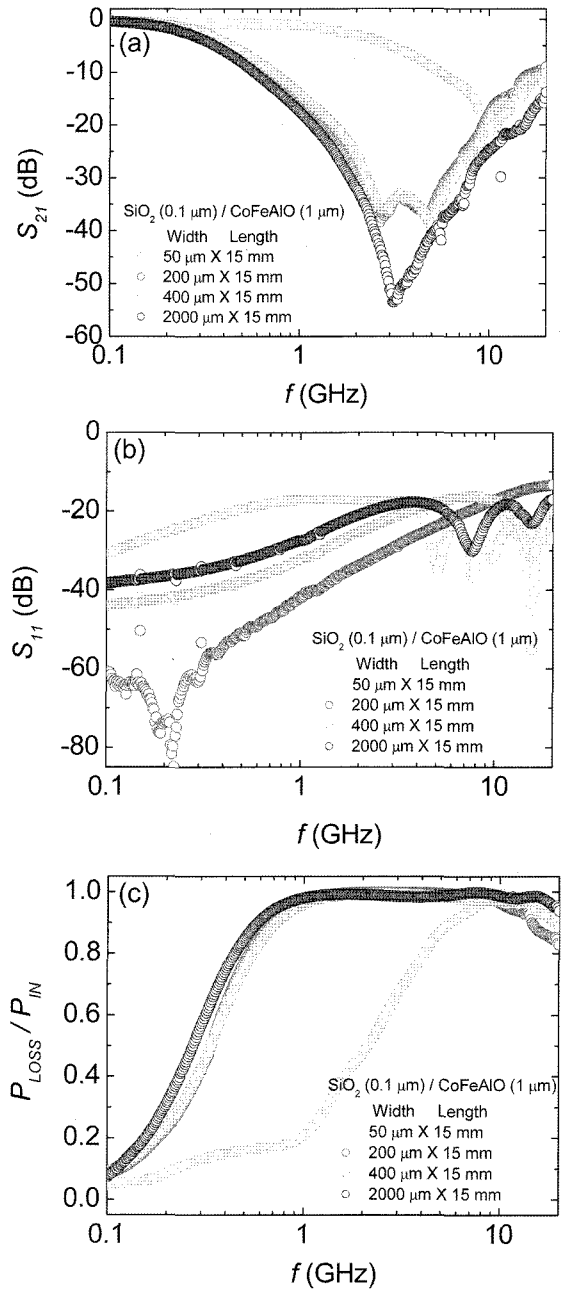 (a)
0
-10
-20
-30
-40
-50
-60
S21 (dB)
SiO2 (0.1 μm) / CoFeAlO (1 μm)
Width Length
50 μm X 15 mm
200 μm X 15 mm
400 μm X 15 mm
2000 μm X 15 mm
0.1 1 10
f (GHz)
(b)
0
-20
-40
-60
-80
S11 (dB)
SiO2 (0.1 μm) / CoFeAlO (1 μm)
Width Length
50 μm X 15 mm
200 μm X 15 mm
400 μm X 15 mm
2000 μm X 15 mm
0.1 1 10
f (GHz)
(c)
1.0
0.8
0.6
0.4
0.2
0.0
PLOSS / PIN
SiO2 (0.1 μm) / CoFeAlO (1 μm)
Width Length
50 μm X 15 mm
200 μm X 15 mm
400 μm X 15 mm
2000 μm X 15 mm
0.1 1 10
f (GHz)